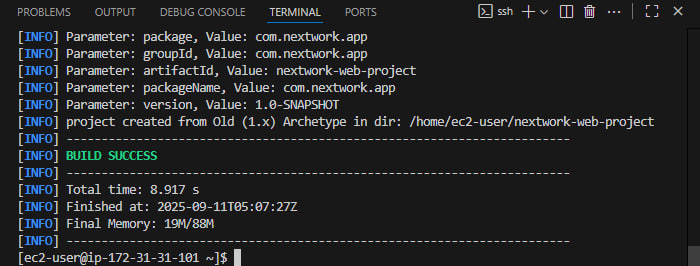 PROBLEMS OUTPUT DEBUG CONSOLE TERMINAL PORTS ssh
[INFO] Parameter: package, Value: com.nextwork.app
[INFO] Parameter: groupId, Value: com.nextwork.app
[INFO] Parameter: artifactId, Value: nextwork-web-project
[INFO] Parameter: packageName, Value: com.nextwork.app
[INFO] Parameter: version, Value: 1.0-SNAPSHOT
[INFO] project created from Old (1.x) Archetype in dir: /home/ec2-user/nextwork-web-project
[INFO] ------------------------------------------------------------------------
[INFO] BUILD SUCCESS
[INFO] ------------------------------------------------------------------------
[INFO] Total time: 8.917 s
[INFO] Finished at: 2025-09-11T05:07:27Z
[INFO] Final Memory: 19M/88M
[INFO] ------------------------------------------------------------------------
[ec2-user@ip-172-31-31-101 ~]$